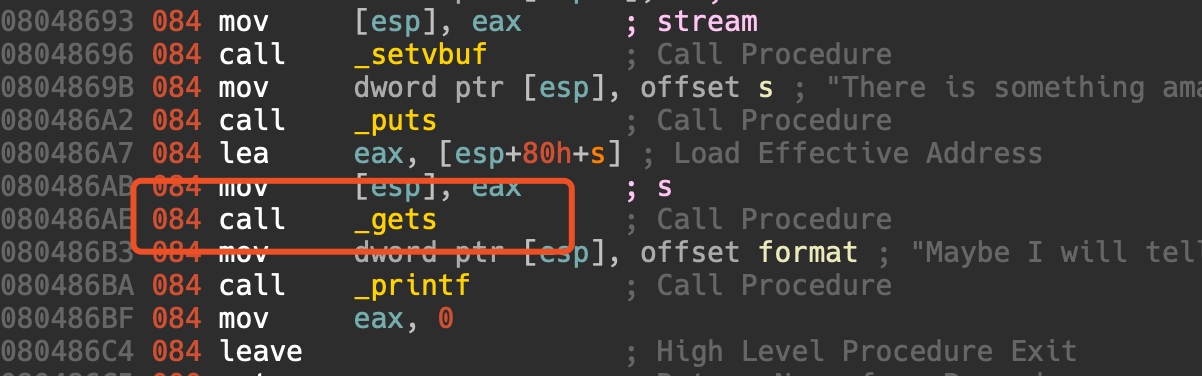 08048693 084 mov [esp], eax ; stream
08048696 084 call _setvbuf ; Call Procedure
0804869B 084 mov dword ptr [esp], offset s ; "There is something ama
080486A2 084 call _puts ; Call Procedure
080486A7 084 lea eax, [esp+80h+s] ; Load Effective Address
080486AB 084 mov [esp], eax ; s
080486AE 084 call _gets ; Call Procedure
080486B3 084 mov dword ptr [esp], offset format ; "Maybe I will tel
080486BA 084 call _printf ; Call Procedure
080486BF 084 mov eax, 0
080486C4 084 leave ; High Level Procedure Exit